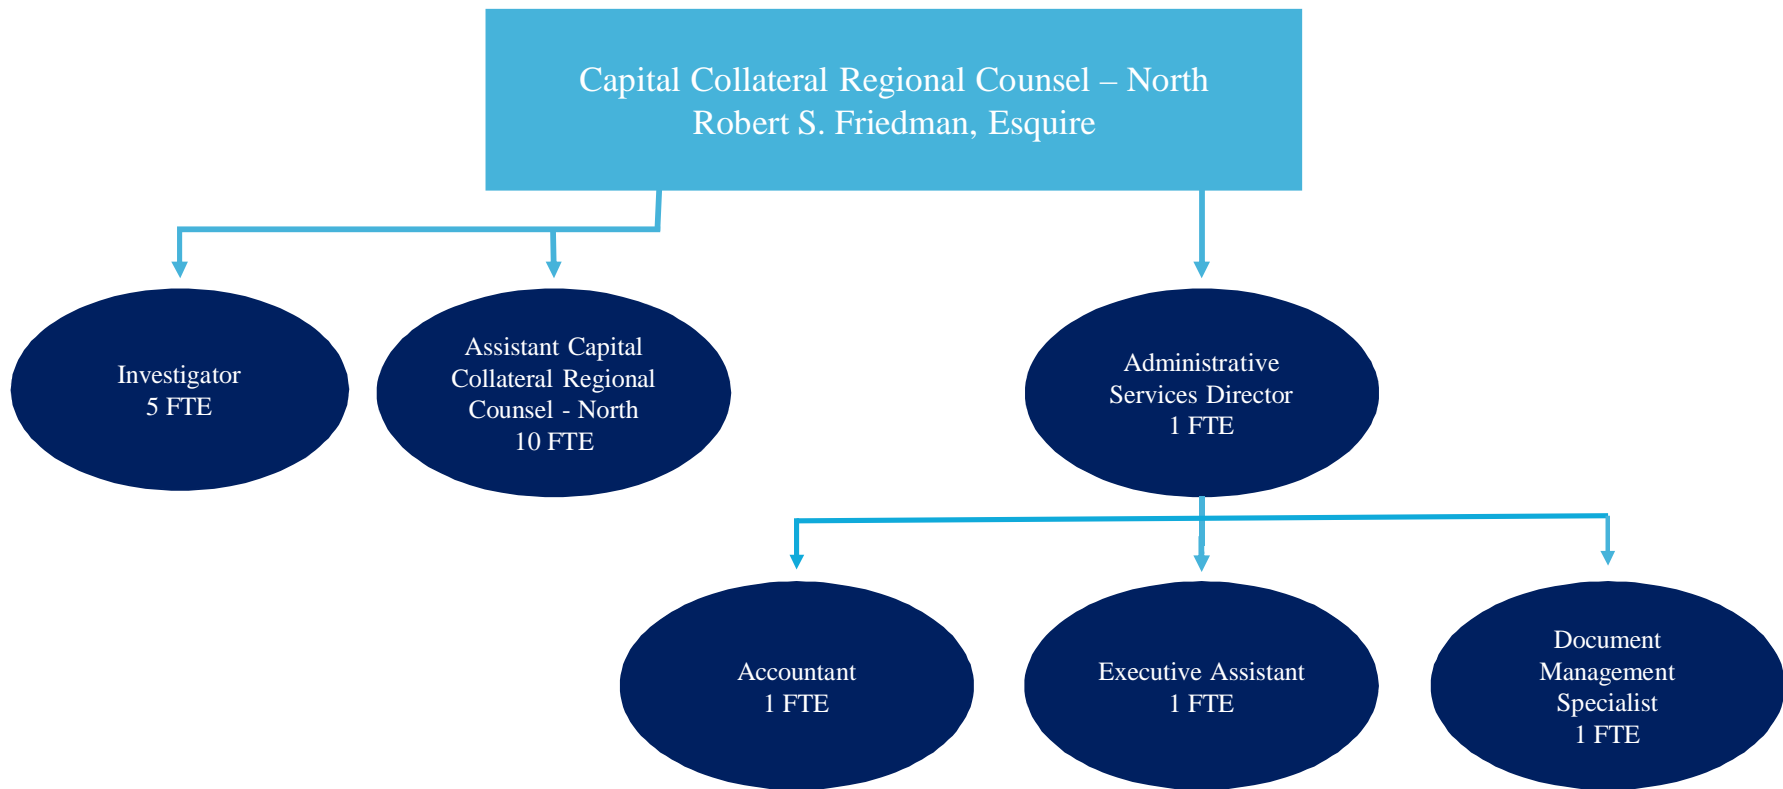 Capital Collateral Regional Counsel – North
Robert S. Friedman, Esquire
Investigator
5 FTE
Assistant Capital
Collateral Regional
Counsel - North
10 FTE
Administrative
Services Director
1 FTE
Accountant
1 FTE
Executive Assistant
1 FTE
Document
Management
Specialist
1 FTE